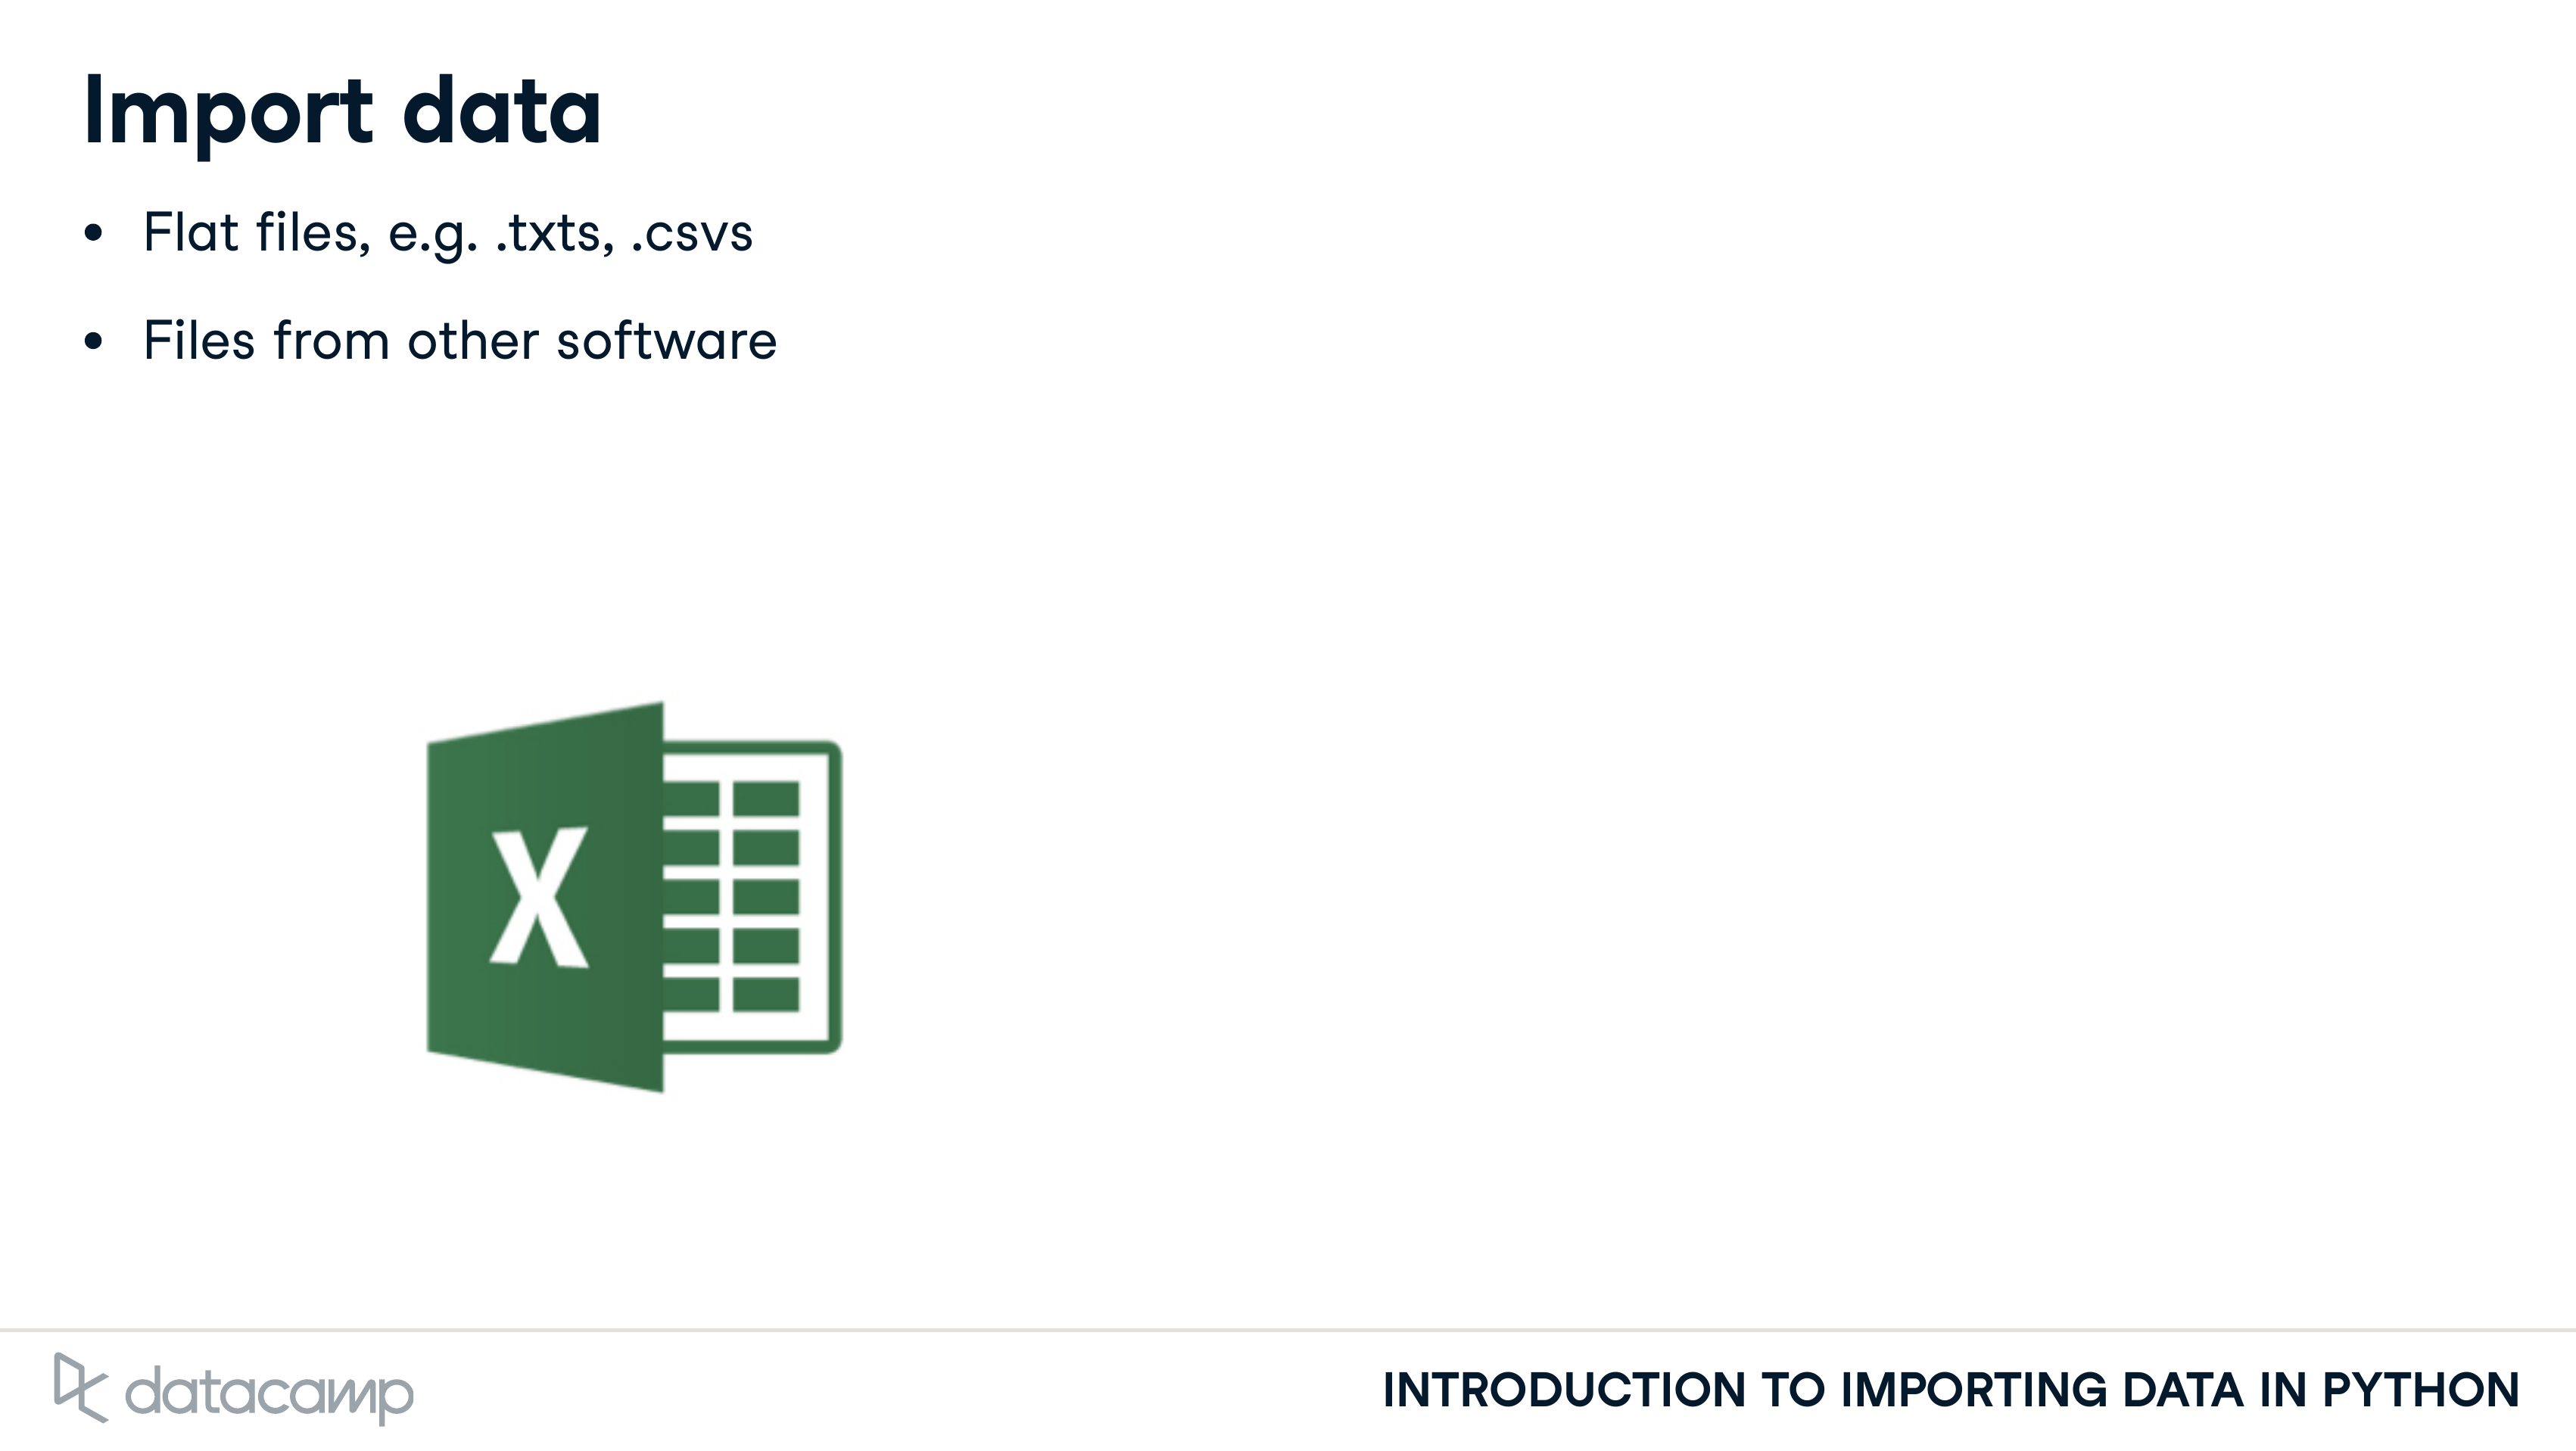 Import data
• Flat files, e.g. .txts, .csvs
• Files from other software
X
datacamp
INTRODUCTION TO IMPORTING DATA IN PYTHON